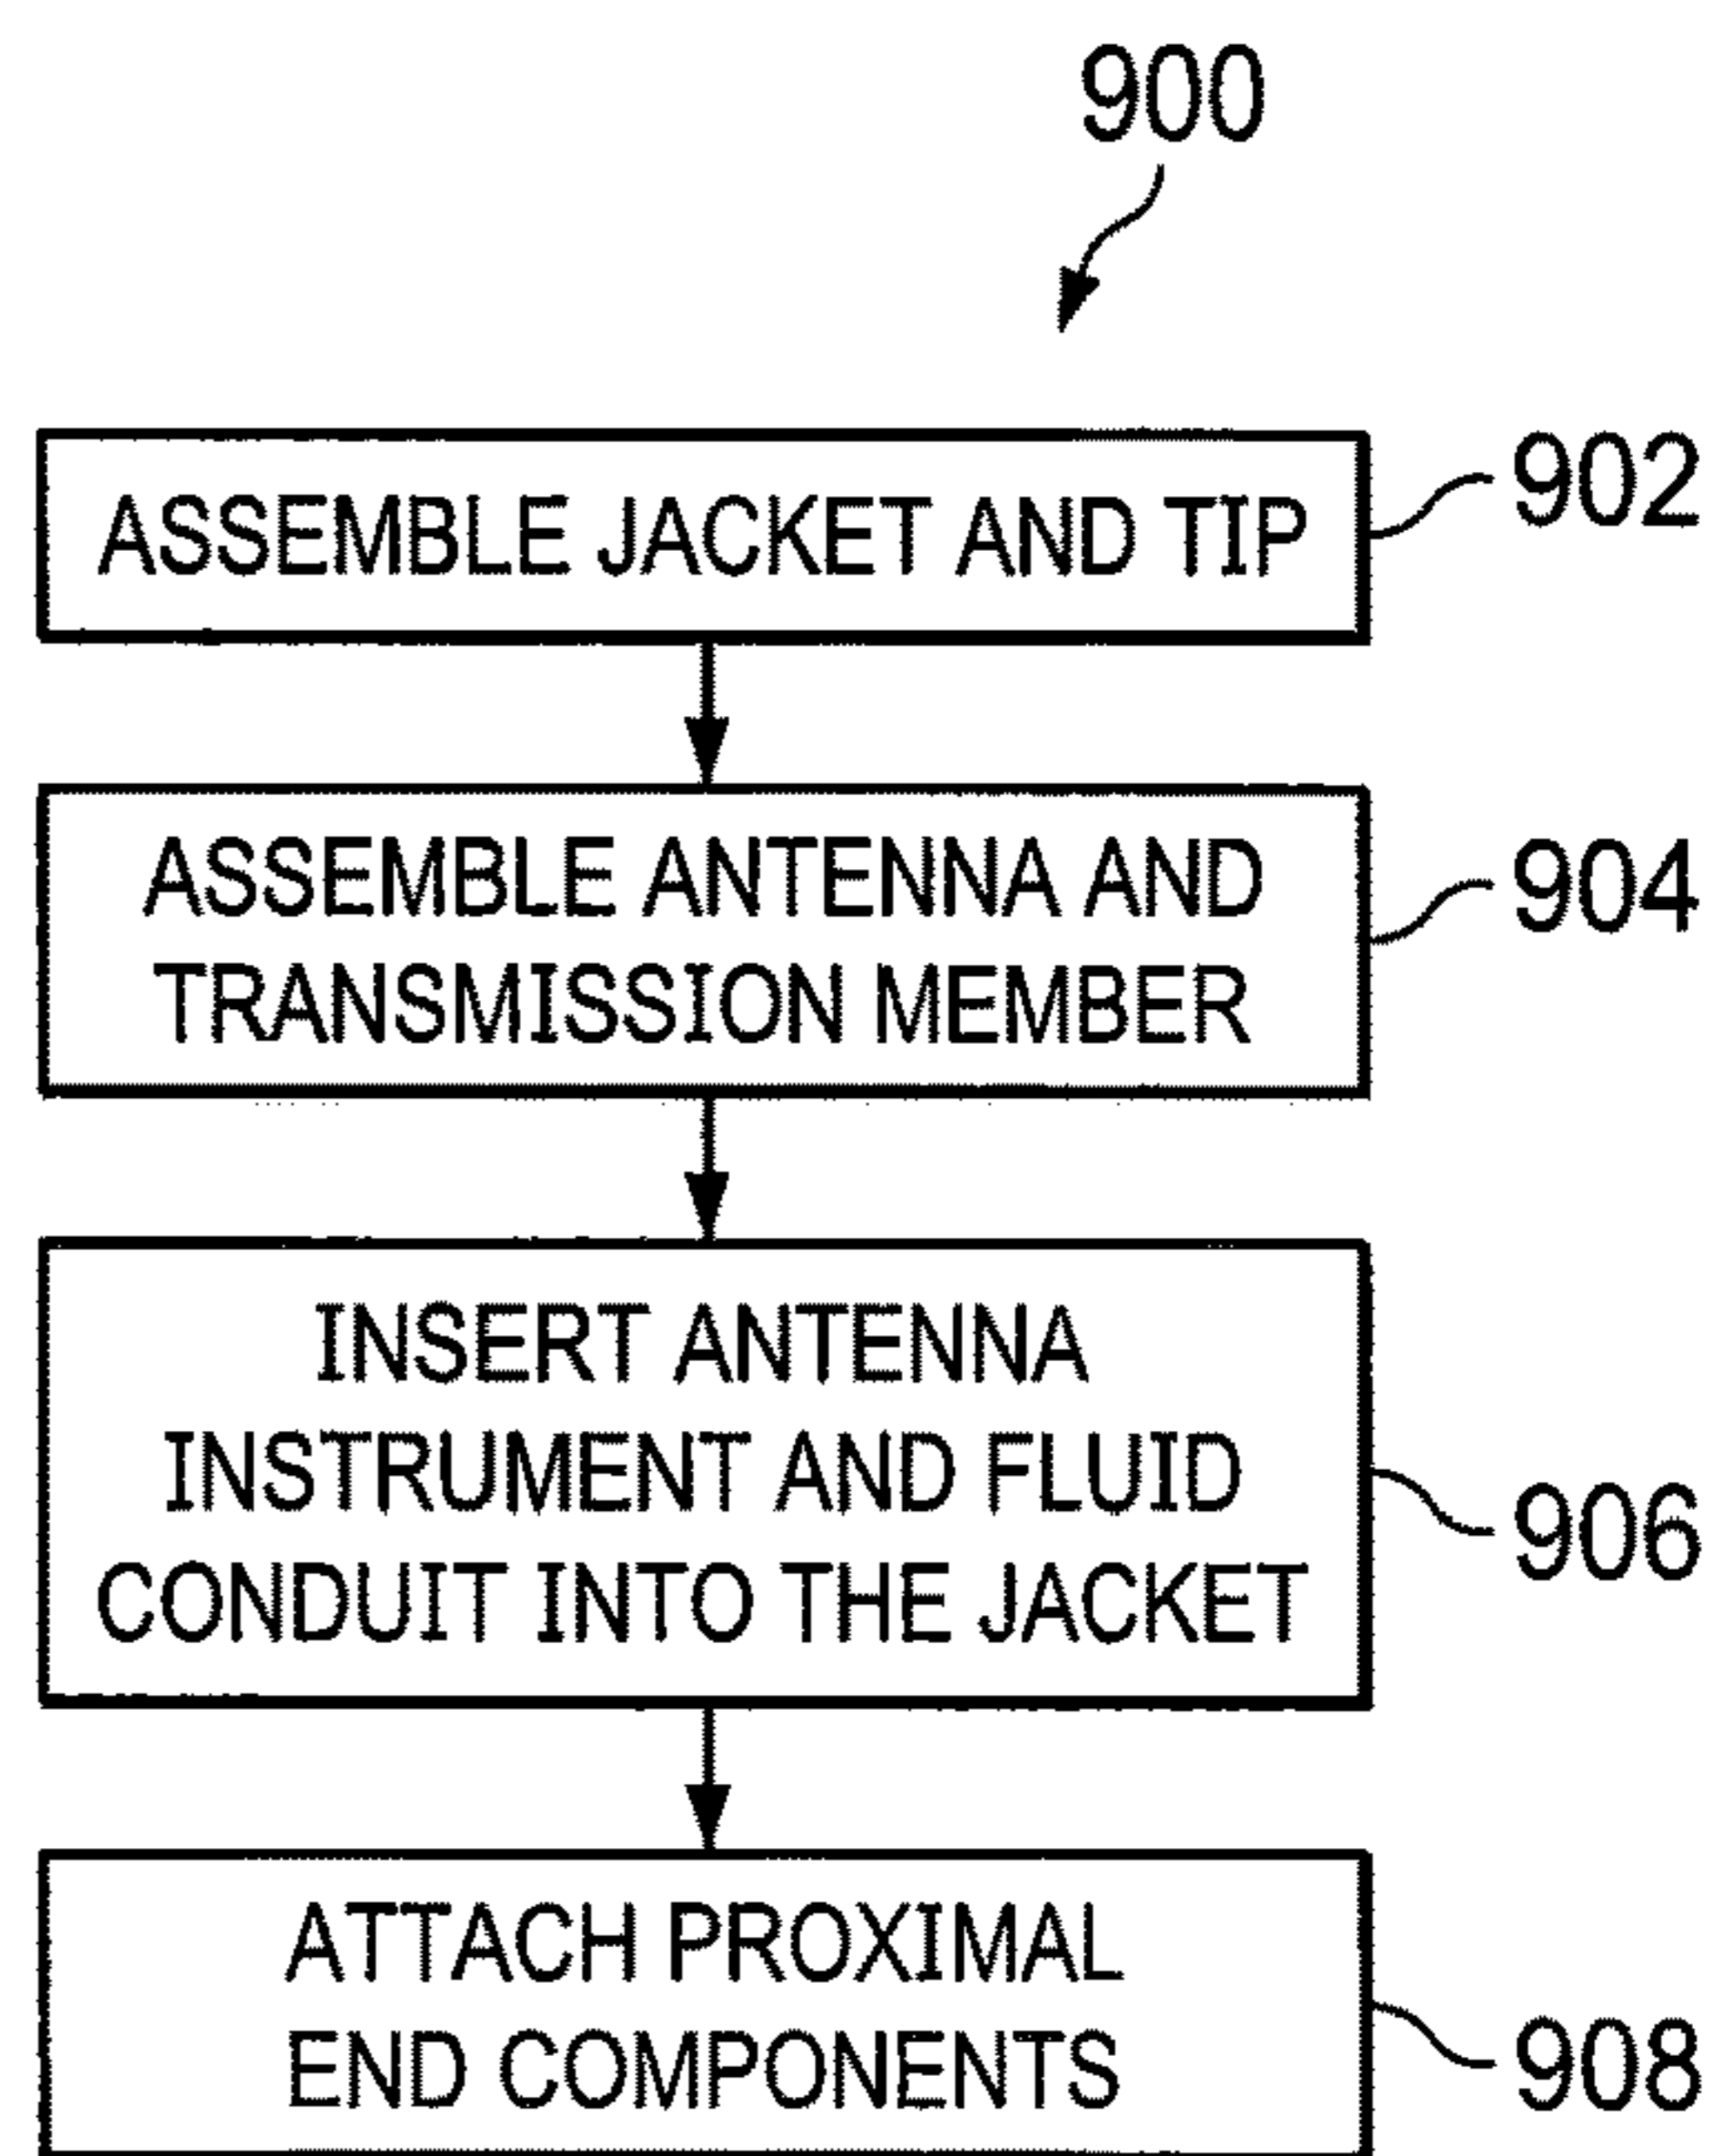 900
ASSEMBLE JACKET AND TIP
902
ASSEMBLE ANTENNA AND
TRANSMISSION MEMBER
904
INSERT ANTENNA
INSTRUMENT AND FLUID
CONDUIT INTO THE JACKET
906
ATTACH PROXIMAL
END COMPONENTS
908